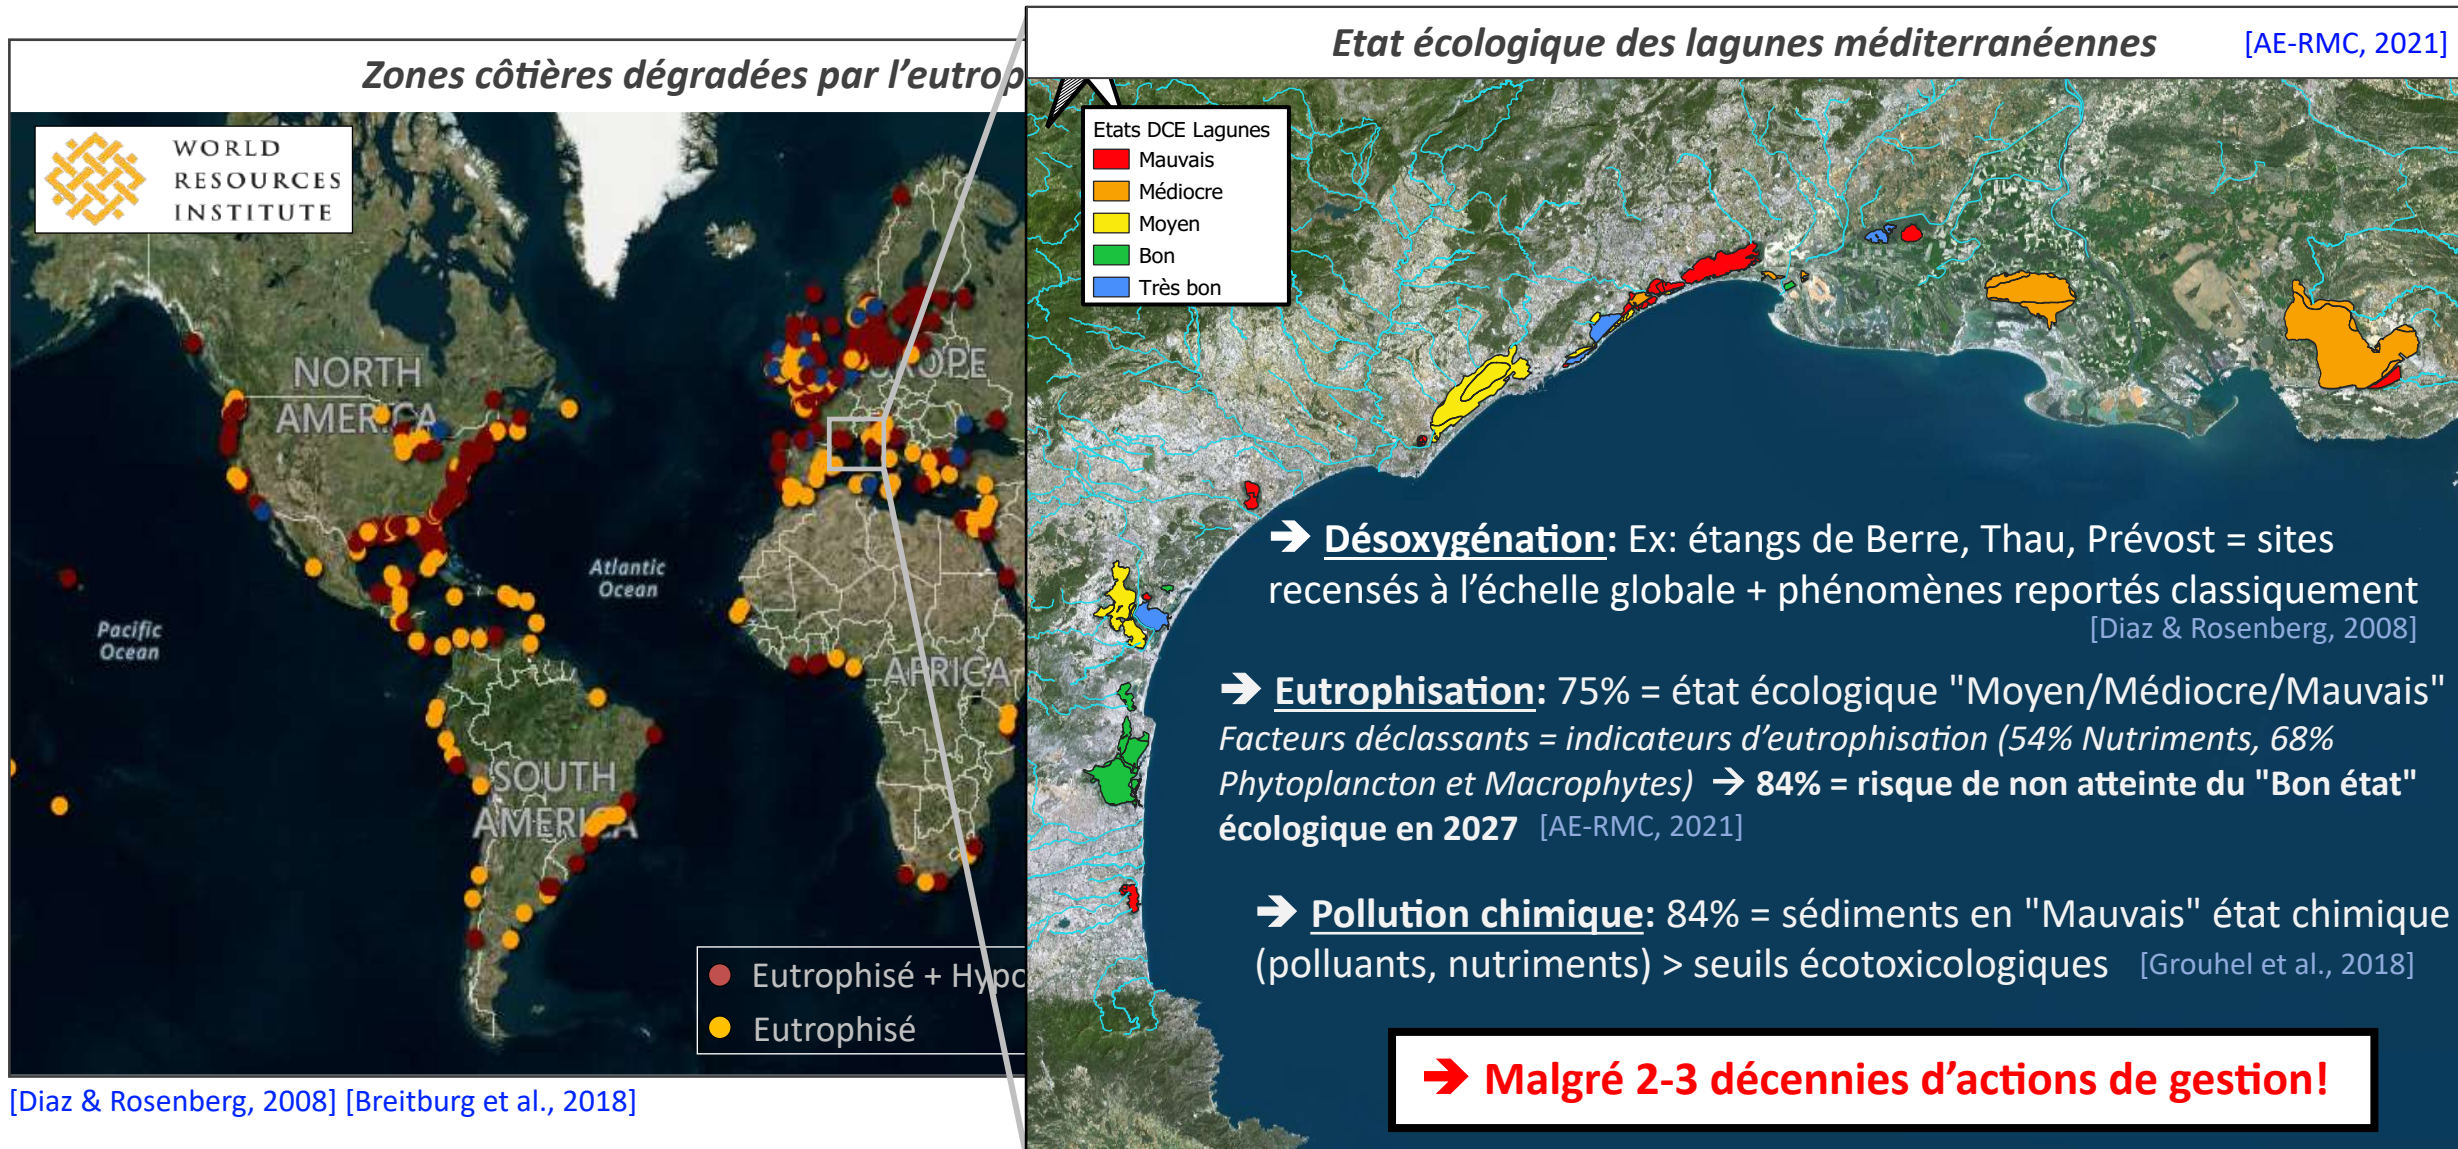 Zones côtières dégradées par l'eutrop
WORLD
RESOURCES
INSTITUTE
NORTH
AMERICA
EUROPE
Atlantic
Ocean
Pacific
Ocean
AFRICA
SOUTH
AMERICA
Eutrophisé + Hypo
Eutrophisé
[Diaz & Rosenberg, 2008] [Breitburg et al., 2018]
Etat écologique des lagunes méditerranéennes [AE-RMC, 2021]
Etats DCE Lagunes
Mauvais
Médiocre
Moyen
Bon
Très bon
➔ Désoxygénation: Ex: étangs de Berre, Thau, Prévost = sites
recensés à l'échelle globale + phénomènes reportés classiquement
[Diaz & Rosenberg, 2008]
➔ Eutrophisation: 75% = état écologique "Moyen/Médiocre/Mauvais"
Facteurs déclassants = indicateurs d'eutrophisation (54% Nutriments, 68%
Phytoplancton et Macrophytes) ➔ 84% = risque de non atteinte du "Bon état"
écologique en 2027 [AE-RMC, 2021]
➔ Pollution chimique: 84% = sédiments en "Mauvais" état chimique
(polluants, nutriments) > seuils écotoxicologiques [Grouhel et al., 2018]
➔ Malgré 2-3 décennies d'actions de gestion!